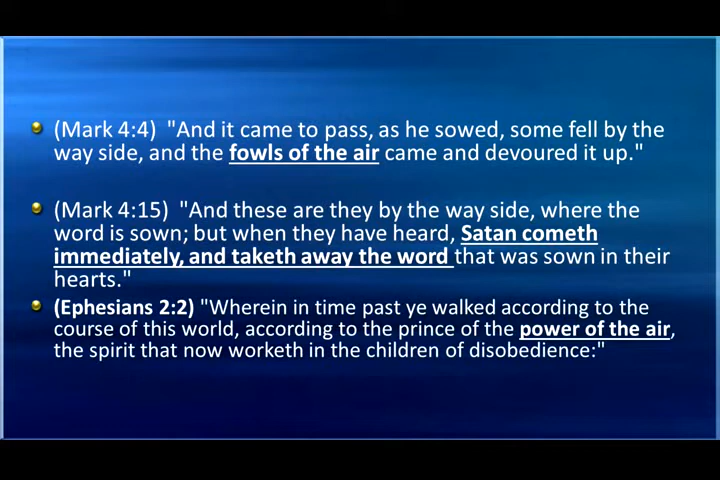 (Mark 4:4)  "And it came to pass, as he sowed, some fell by the
way side, and the fowls of the air came and devoured it up."
(Mark 4:15)  "And these are they by the way side, where the
word is sown; but when they have heard, Satan cometh
immediately, and taketh away the word that was sown in their
hearts."
(Ephesians 2:2) "Wherein in time past ye walked according to the
course of this world, according to the prince of the power of the air,
the spirit that now worketh in the children of disobedience:"